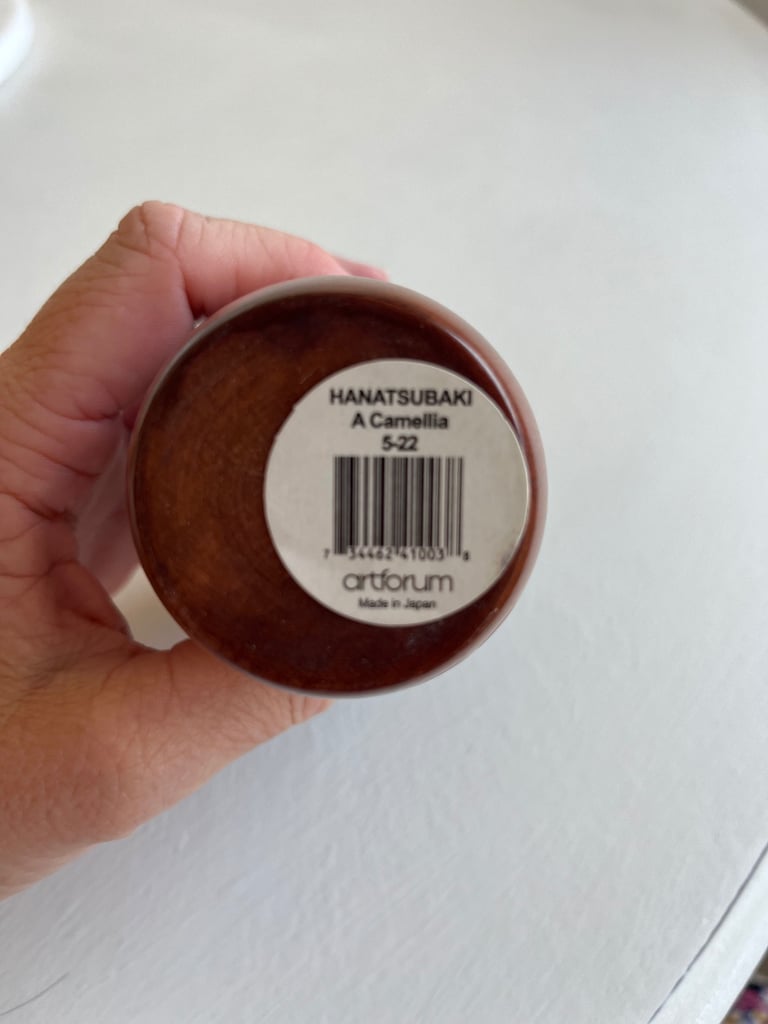 HANATSUBAKI
A Camellia
5-22
7 34462 41003 8
artforum
Made in Japan